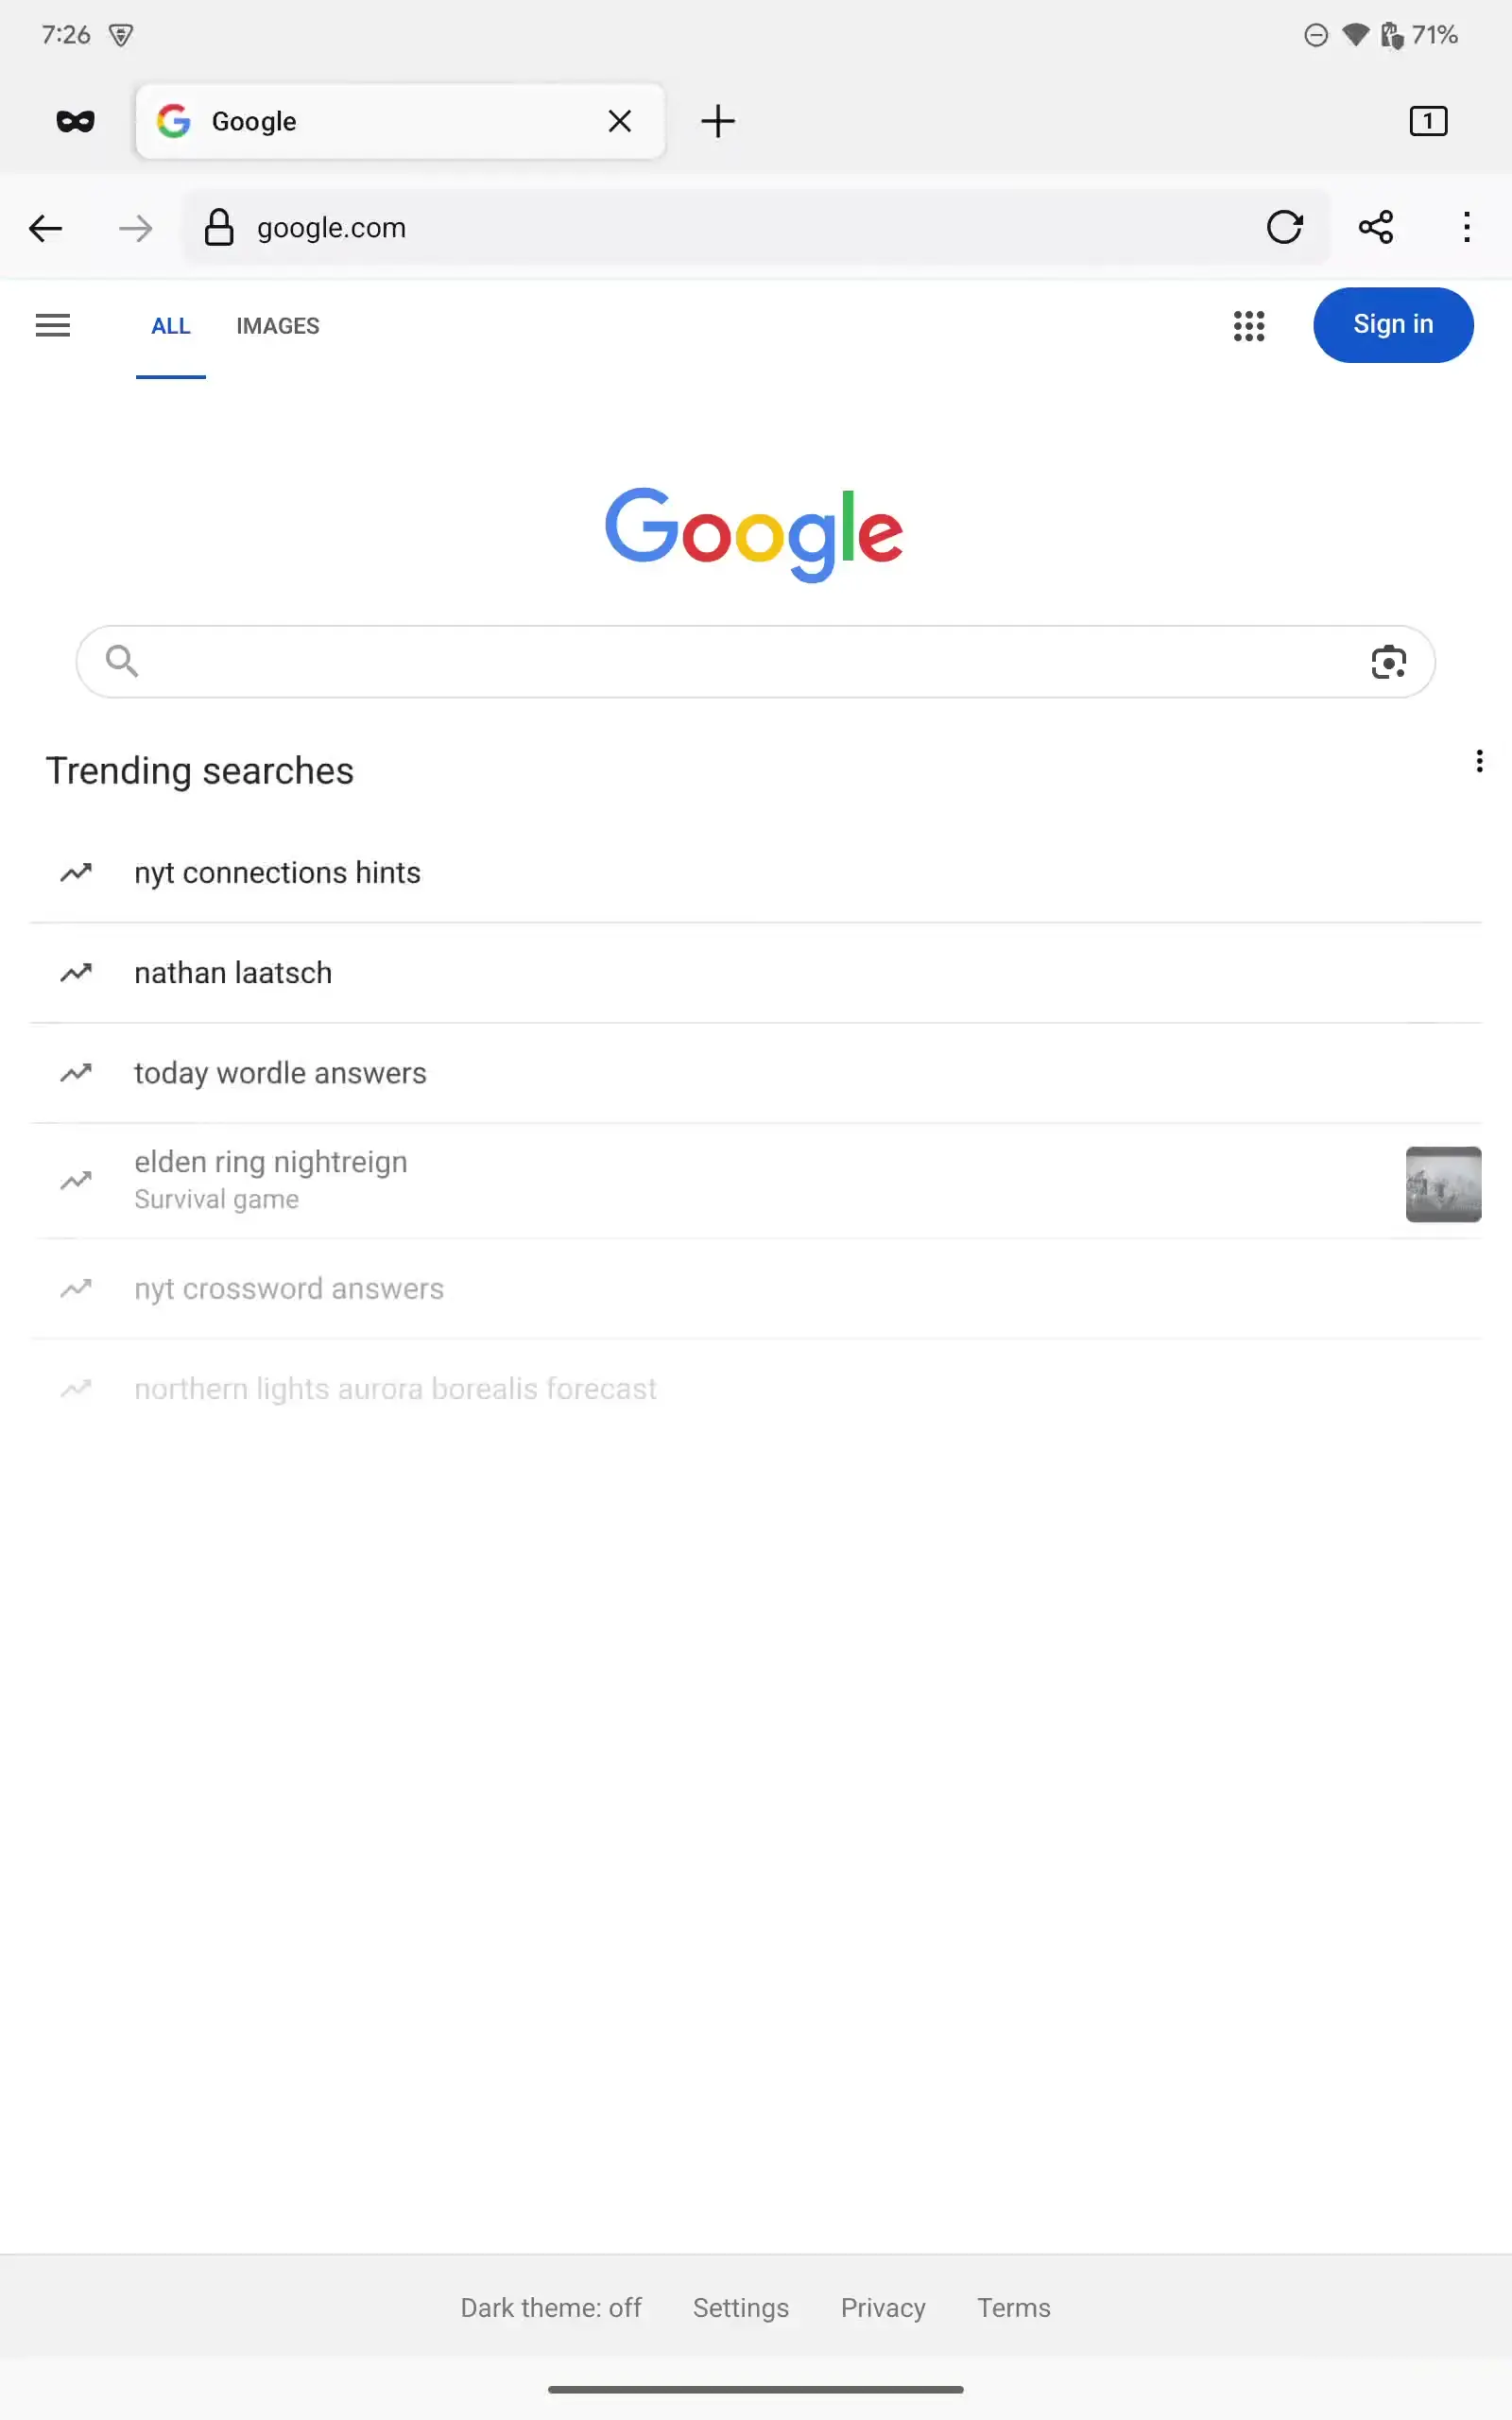 7:26
71%
Google
1
google.com
ALL IMAGES
Sign in
Google
Trending searches
nyt connections hints
nathan laatsch
today wordle answers
elden ring nightreign
Survival game
nyt crossword answers
northern lights aurora borealis forecast
Dark theme: off Settings Privacy Terms